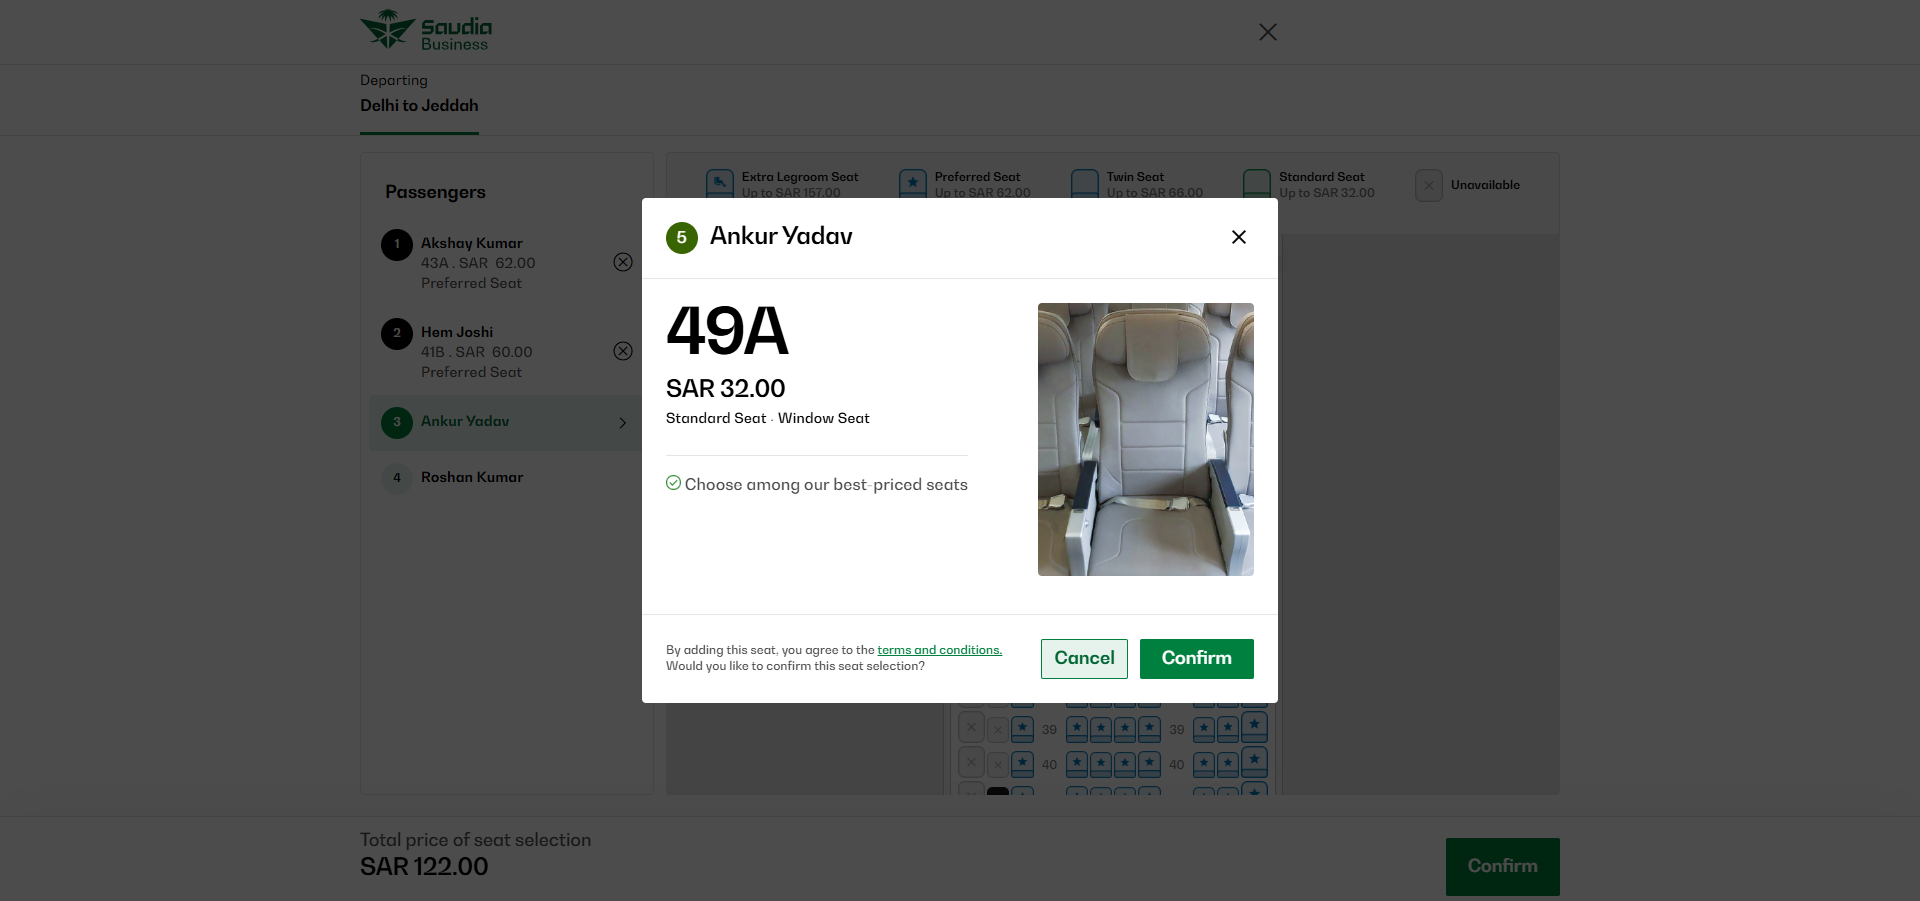 Saudia
Business
Departing
Delhi to Jeddah
Passengers
1
Akshay Kumar
43A . SAR 62.00
Preferred Seat
2
Hem Joshi
41B . SAR 60.00
Preferred Seat
3
Ankur Yadav
4
Roshan Kumar
Extra Legroom Seat
Up to SAR 157.00
Preferred Seat
Up to SAR 62.00
Twin Seat
Up to SAR 66.00
Standard Seat
Up to SAR 32.00
Unavailable
5
Ankur Yadav
49A
SAR 32.00
Standard Seat · Window Seat
Choose among our best-priced seats
By adding this seat, you agree to the terms and conditions.
Would you like to confirm this seat selection?
Cancel
Confirm
39 39
40 40
Total price of seat selection
SAR 122.00
Confirm